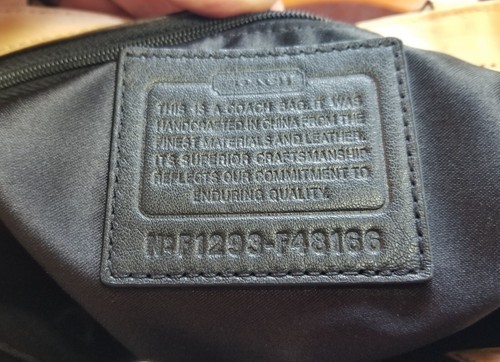 COACH
THIS IS A COACH BAG. IT WAS
HANDCRAFTED IN CHINA FROM THE
FINEST MATERIALS AND LEATHER.
ITS SUPERIOR CRAFTSMANSHIP
REFLECTS OUR COMMITMENT TO
ENDURING QUALITY.
NºF1293-F48166